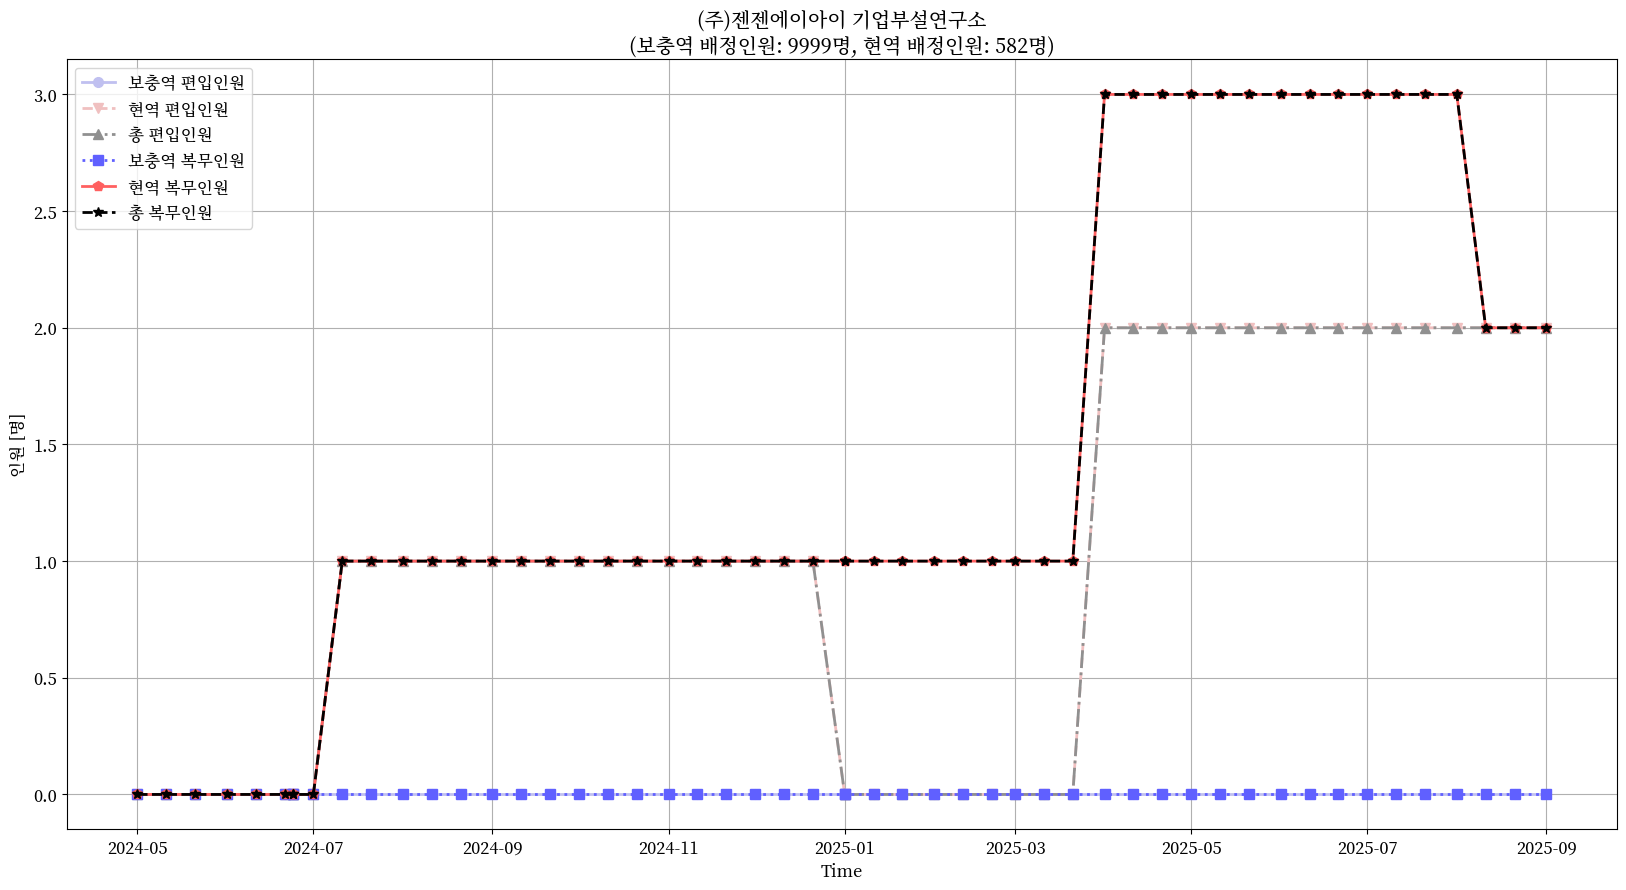 (주)젠젠에이아이 기업부설연구소
(보충역 배정인원: 9999명, 현역 배정인원: 582명)
보충역 편입인원
현역 편입인원
총 편입인원
보충역 복무인원
현역 복무인원
총 복무인원
인원 [명]
3.0
2.5
2.0
1.5
1.0
0.5
0.0
2024-05
2024-07
2024-09
2024-11
2025-01
2025-03
2025-05
2025-07
2025-09
Time